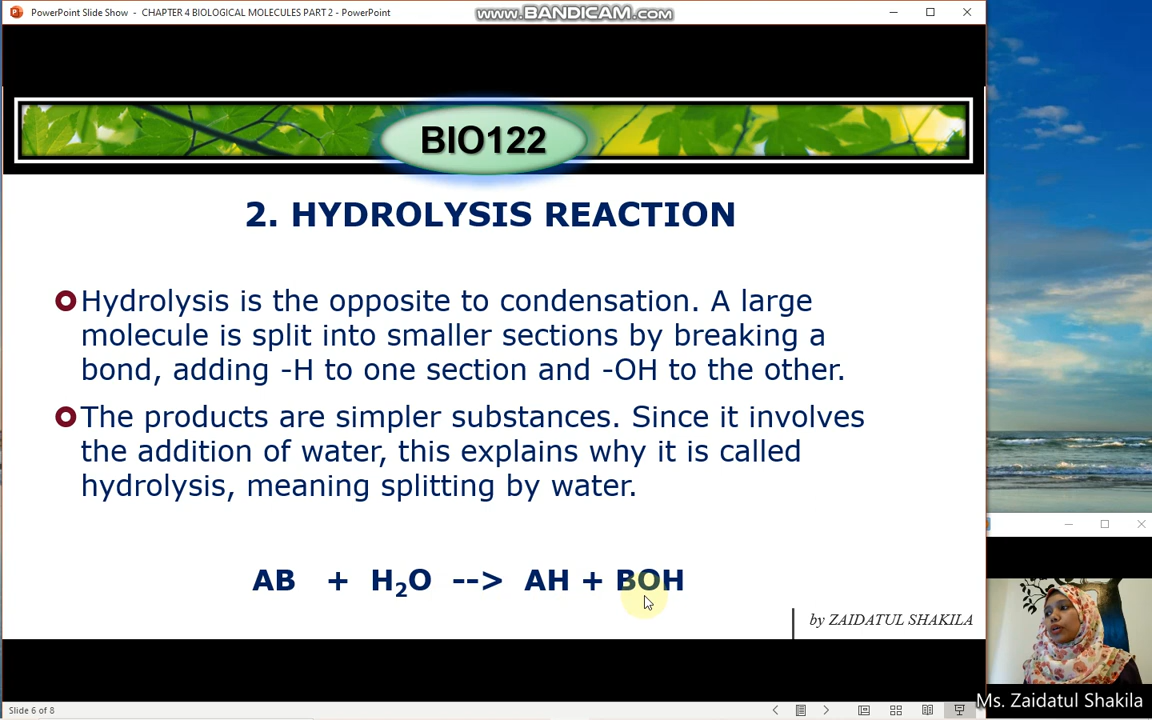 PowerPoint Slide Show - CHAPTER 4 BIOLOGICAL MOLECULES PART 2 - PowerPoint
www.BANDICAM.com
BIO122
2. HYDROLYSIS REACTION
Hydrolysis is the opposite to condensation. A large
molecule is split into smaller sections by breaking a
bond, adding -H to one section and -OH to the other.
The products are simpler substances. Since it involves
the addition of water, this explains why it is called
hydrolysis, meaning splitting by water.
AB + H₂O --> AH + BOH
by ZAIDATUL SHAKILA
Ms. Zaidatul Shakila
Slide 6 of 8